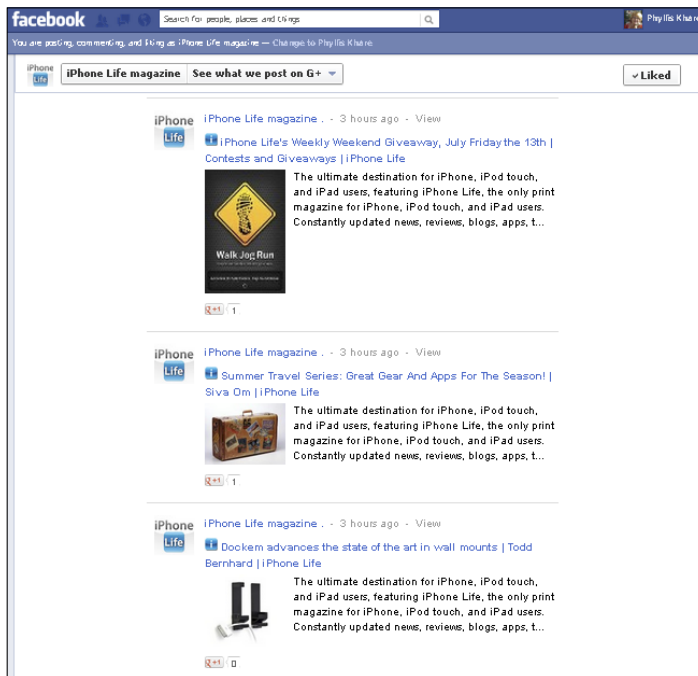 facebook
Search for people, places and things
Phyllis Khare
You are posting, commenting, and liking as iPhone Life magazine — Change to Phyllis Khare
iPhone
Life
iPhone Life magazine
See what we post on G+
Liked
iPhone
Life
iPhone Life magazine . - 3 hours ago - View
iPhone Life's Weekly Weekend Giveaway, July Friday the 13th |
Contests and Giveaways | iPhone Life
The ultimate destination for iPhone, iPod touch,
and iPad users, featuring iPhone Life, the only print
magazine for iPhone, iPod touch, and iPad users.
Constantly updated news, reviews, blogs, apps, t...
Walk Jog Run
+1 1
iPhone
Life
iPhone Life magazine . - 3 hours ago - View
Summer Travel Series: Great Gear And Apps For The Season! |
Siva Om | iPhone Life
The ultimate destination for iPhone, iPod touch,
and iPad users, featuring iPhone Life, the only print
magazine for iPhone, iPod touch, and iPad users.
Constantly updated news, reviews, blogs, apps, t...
+1 1
iPhone
Life
iPhone Life magazine . - 3 hours ago - View
Dockem advances the state of the art in wall mounts | Todd
Bernhard | iPhone Life
The ultimate destination for iPhone, iPod touch,
and iPad users, featuring iPhone Life, the only print
magazine for iPhone, iPod touch, and iPad users.
Constantly updated news, reviews, blogs, apps, t...
+1 0